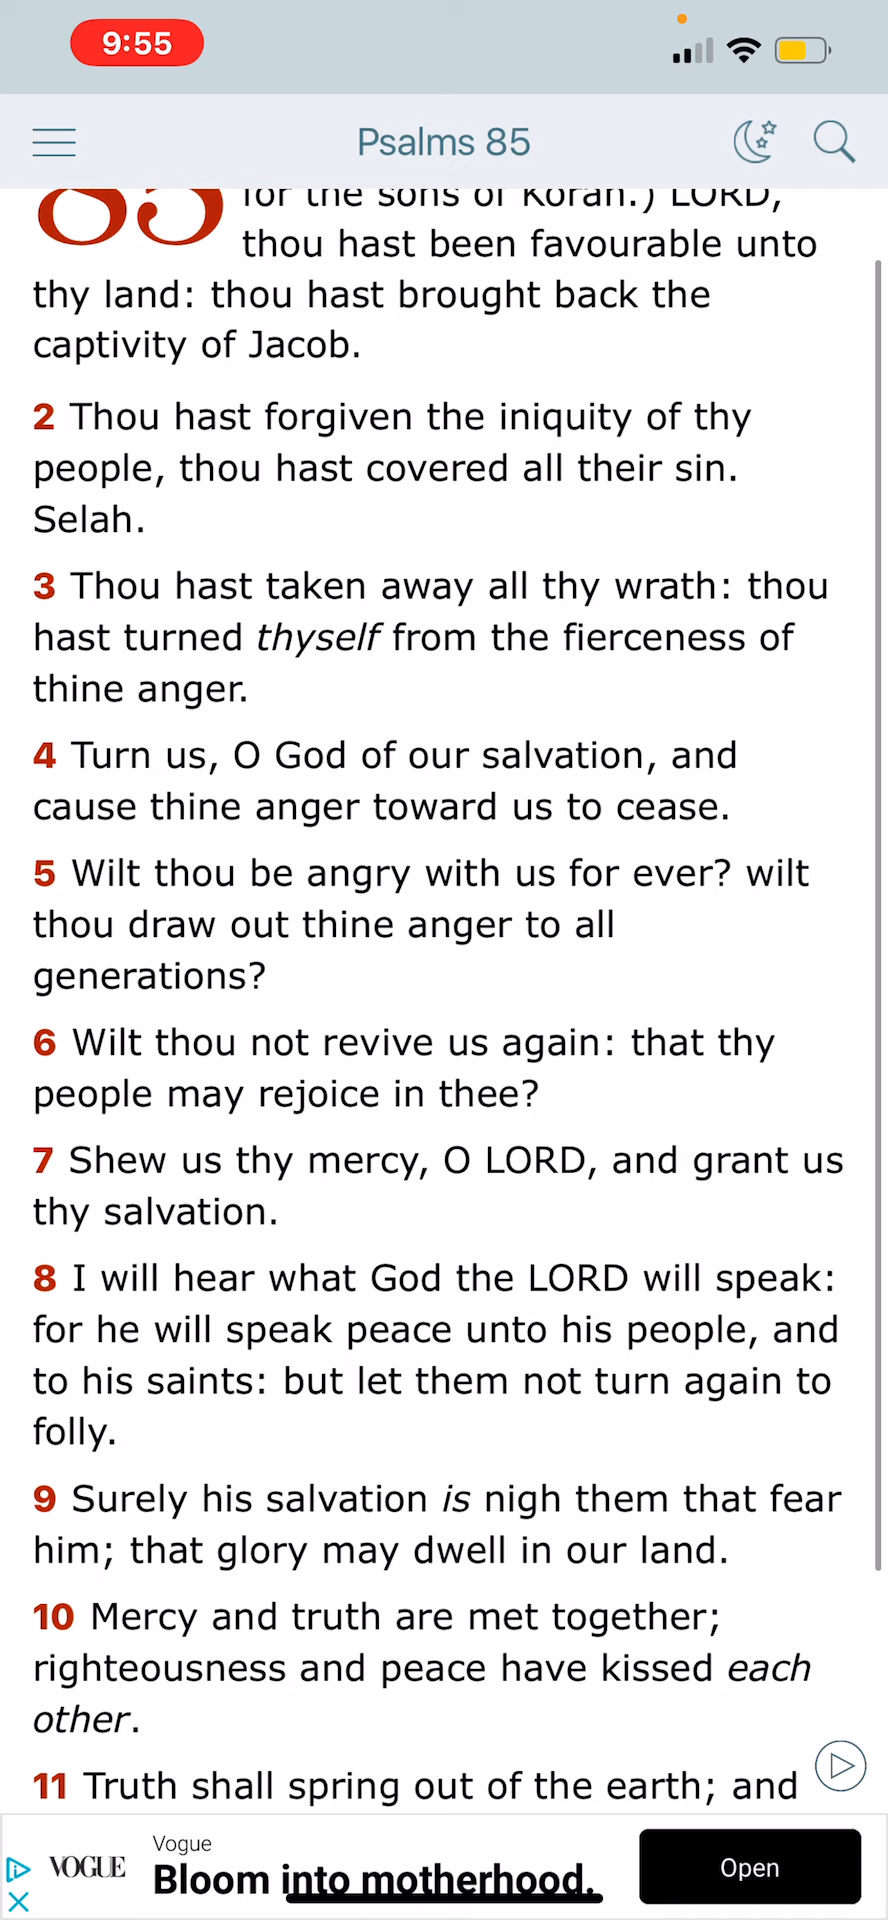 9:55
Psalms 85
85 for the sons of Korah.) LORD,
thou hast been favourable unto
thy land: thou hast brought back the
captivity of Jacob.
2 Thou hast forgiven the iniquity of thy
people, thou hast covered all their sin.
Selah.
3 Thou hast taken away all thy wrath: thou
hast turned thyself from the fierceness of
thine anger.
4 Turn us, O God of our salvation, and
cause thine anger toward us to cease.
5 Wilt thou be angry with us for ever? wilt
thou draw out thine anger to all
generations?
6 Wilt thou not revive us again: that thy
people may rejoice in thee?
7 Shew us thy mercy, O LORD, and grant us
thy salvation.
8 I will hear what God the LORD will speak:
for he will speak peace unto his people, and
to his saints: but let them not turn again to
folly.
9 Surely his salvation is nigh them that fear
him; that glory may dwell in our land.
10 Mercy and truth are met together;
righteousness and peace have kissed each
other.
11 Truth shall spring out of the earth; and
VOGUE
Vogue
Bloom into motherhood.
Open